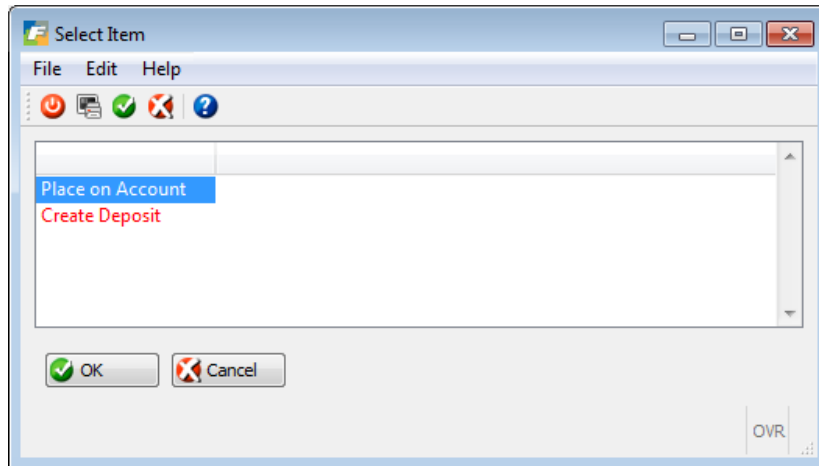 Select Item
File Edit Help
Place on Account
Create Deposit
OK Cancel
OVR